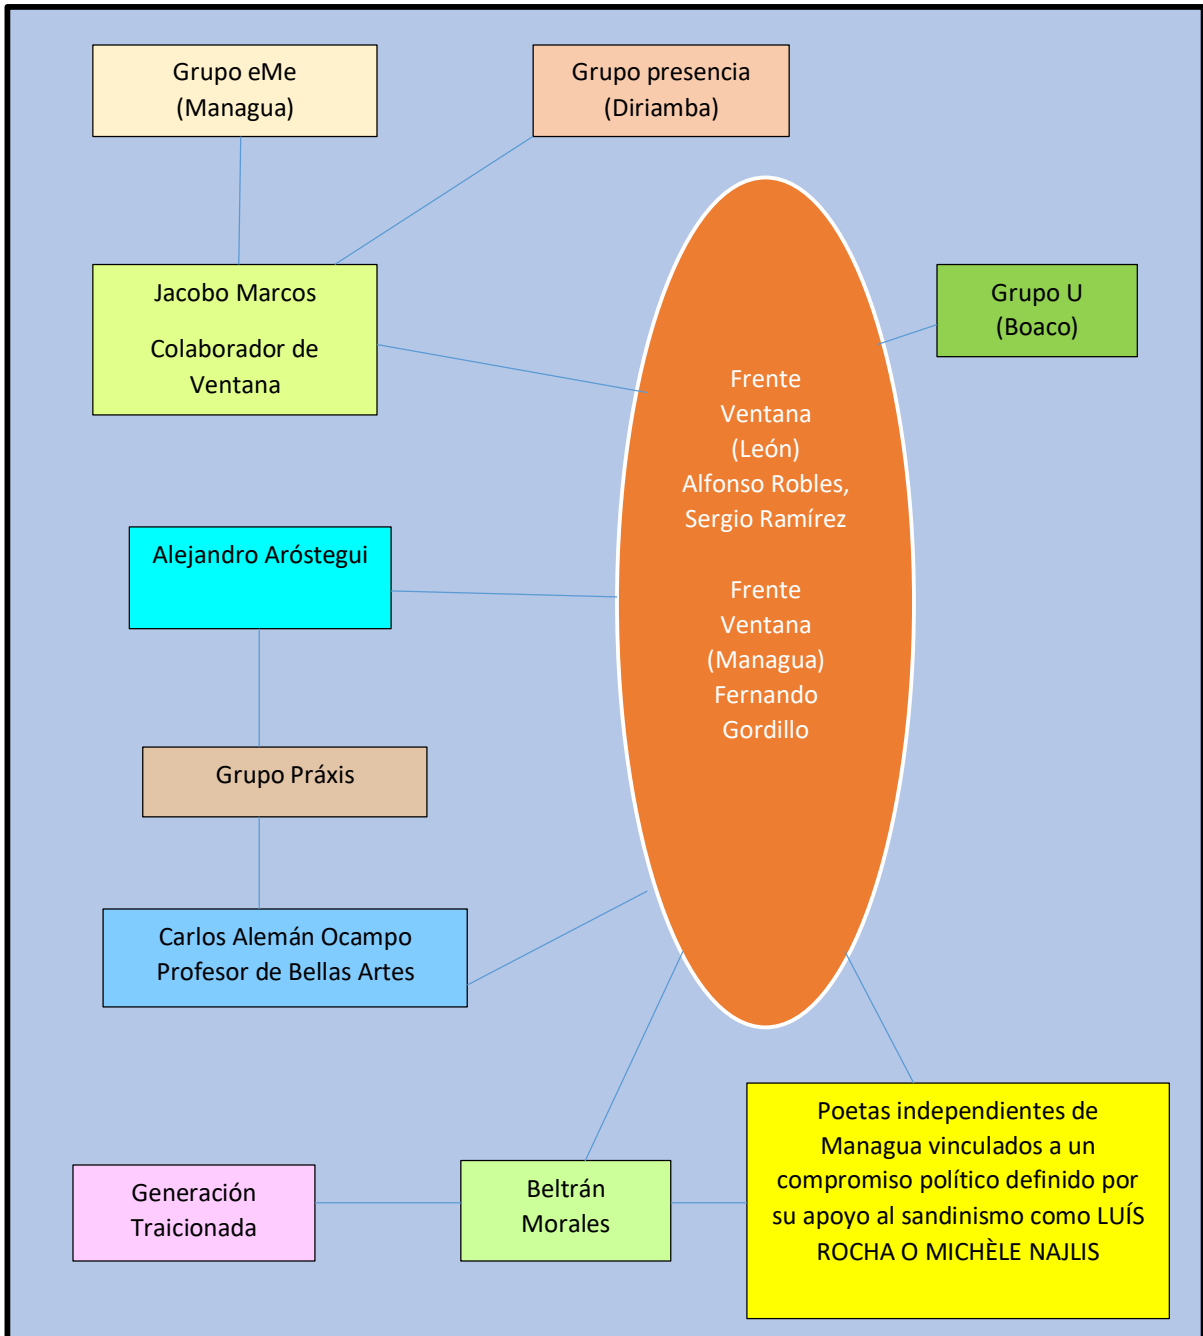 Grupo eMe
(Managua)
Grupo presencia
(Diriamba)
Jacobo Marcos
Colaborador de
Ventana
Grupo U
(Boaco)
Frente
Ventana
(León)
Alfonso Robles,
Sergio Ramírez
Frente
Ventana
(Managua)
Fernando
Gordillo
Alejandro Aróstegui
Grupo Práxis
Carlos Alemán Ocampo
Profesor de Bellas Artes
Generación
Traicionada
Beltrán
Morales
Poetas independientes de
Managua vinculados a un
compromiso político definido por
su apoyo al sandinismo como LUÍS
ROCHA O MICHÈLE NAJLIS